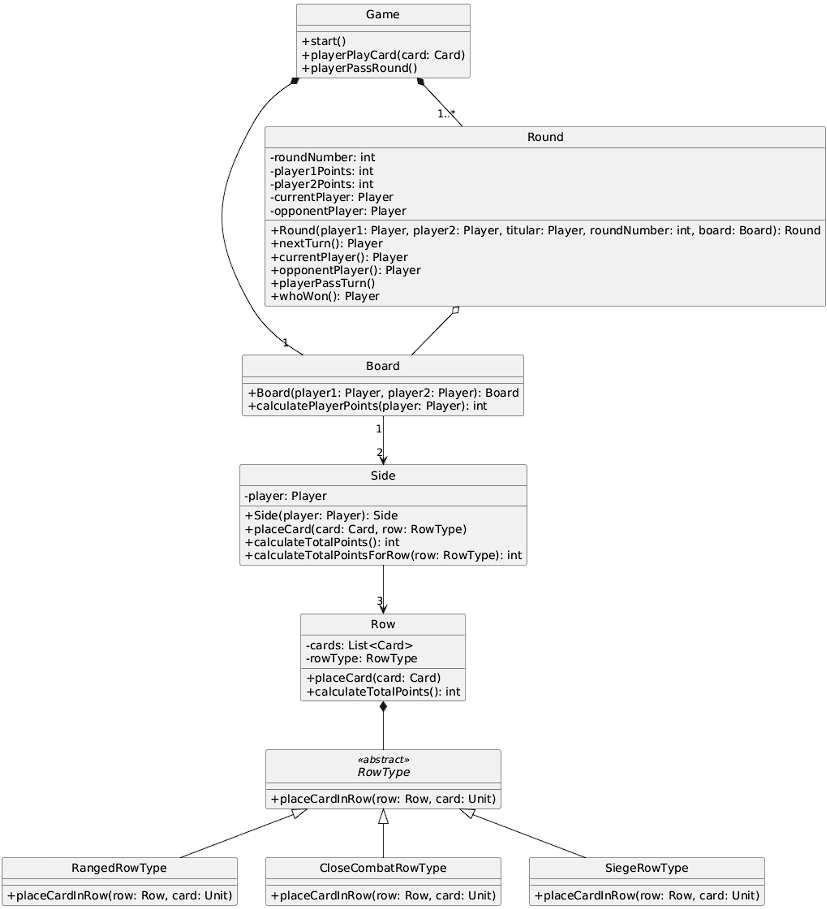 Game
+start()
+playerPlayCard(card: Card)
+playerPassRound()
1..*
Round
-roundNumber: int
-player1Points: int
-player2Points: int
-currentPlayer: Player
-opponentPlayer: Player
+Round(player1: Player, player2: Player, titular: Player, roundNumber: int, board: Board): Round
+nextTurn(): Player
+currentPlayer(): Player
+opponentPlayer(): Player
+playerPassTurn()
+whoWon(): Player
1
Board
+Board(player1: Player, player2: Player): Board
+calculatePlayerPoints(player: Player): int
1
2
Side
-player: Player
+Side(player: Player): Side
+placeCard(card: Card, row: RowType)
+calculateTotalPoints(): int
+calculateTotalPointsForRow(row: RowType): int
3
Row
-cards: List<Card>
-rowType: RowType
+placeCard(card: Card)
+calculateTotalPoints(): int
«abstract»
RowType
+placeCardInRow(row: Row, card: Unit)
RangedRowType
+placeCardInRow(row: Row, card: Unit)
CloseCombatRowType
+placeCardInRow(row: Row, card: Unit)
SiegeRowType
+placeCardInRow(row: Row, card: Unit)